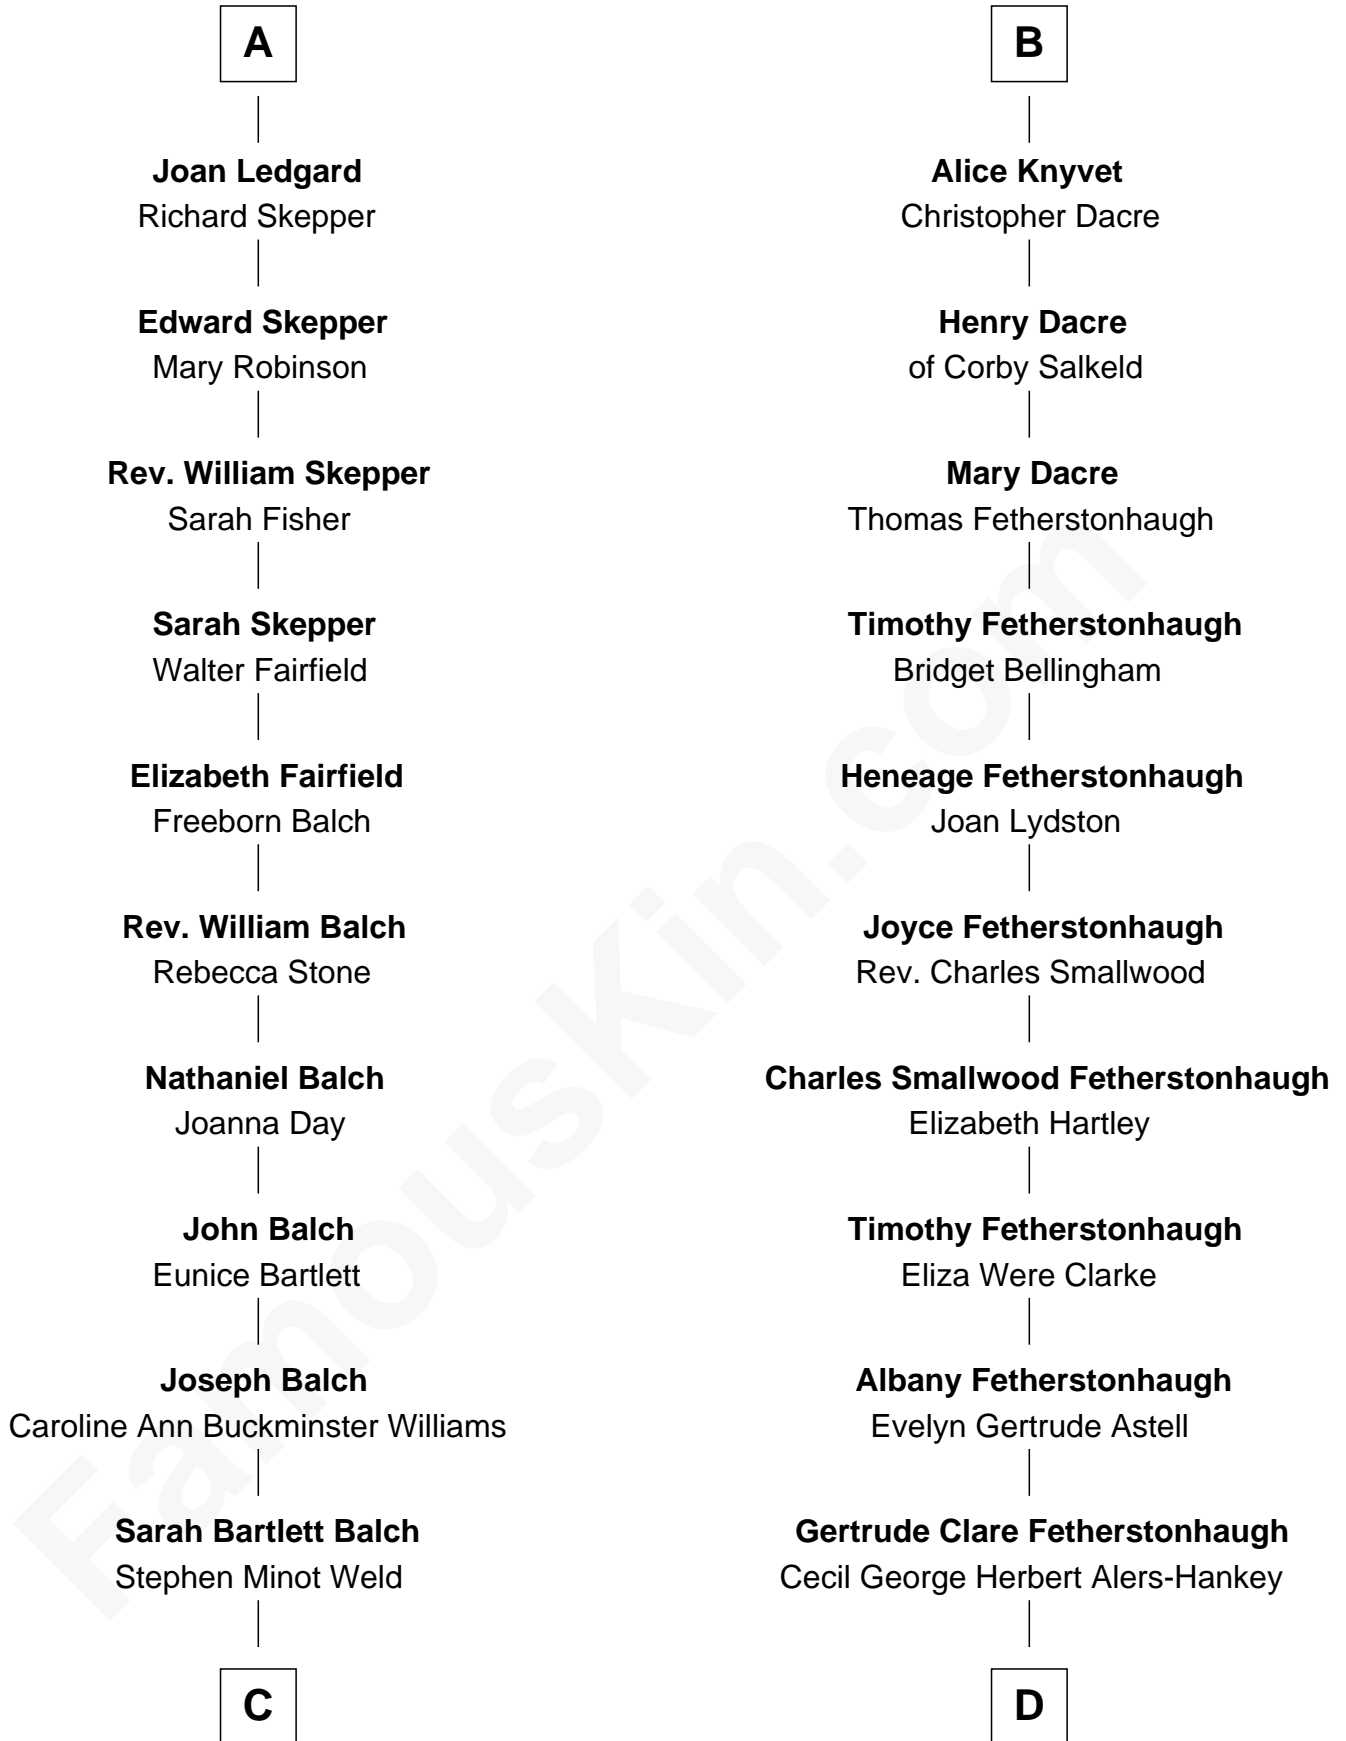 A
Joan Ledgard
Richard Skepper
Edward Skepper
Mary Robinson
Rev. William Skepper
Sarah Fisher
Sarah Skepper
Walter Fairfield
Elizabeth Fairfield
Freeborn Balch
Rev. William Balch
Rebecca Stone
Nathaniel Balch
Joanna Day
John Balch
Eunice Bartlett
Joseph Balch
Caroline Ann Buckminster Williams
Sarah Bartlett Balch
Stephen Minot Weld
C
B
Alice Knyvet
Christopher Dacre
Henry Dacre
of Corby Salkeld
Mary Dacre
Thomas Fetherstonhaugh
Timothy Fetherstonhaugh
Bridget Bellingham
Heneage Fetherstonhaugh
Joan Lydston
Joyce Fetherstonhaugh
Rev. Charles Smallwood
Charles Smallwood Fetherstonhaugh
Elizabeth Hartley
Timothy Fetherstonhaugh
Eliza Were Clarke
Albany Fetherstonhaugh
Evelyn Gertrude Astell
Gertrude Clare Fetherstonhaugh
Cecil George Herbert Alers-Hankey
D
FamousKin.com